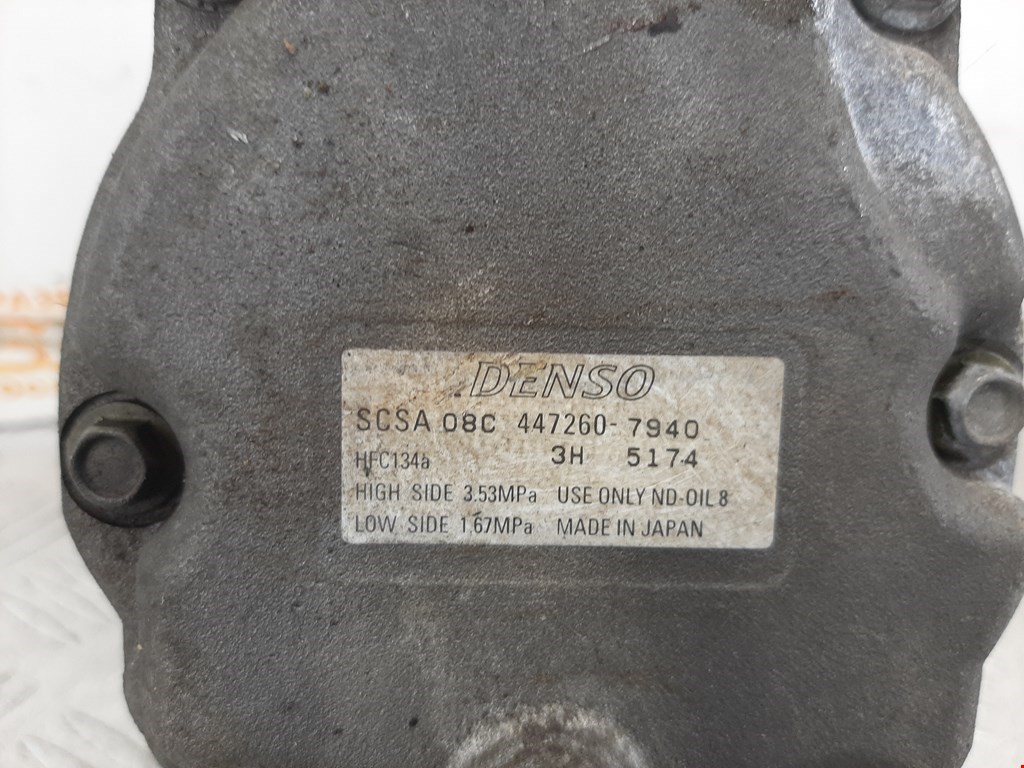 DENSO
SCSA 08C 447260-7940
HFC134a 3H 5174
HIGH SIDE 3.53MPa USE ONLY ND-OIL 8
LOW SIDE 1.67MPa MADE IN JAPAN